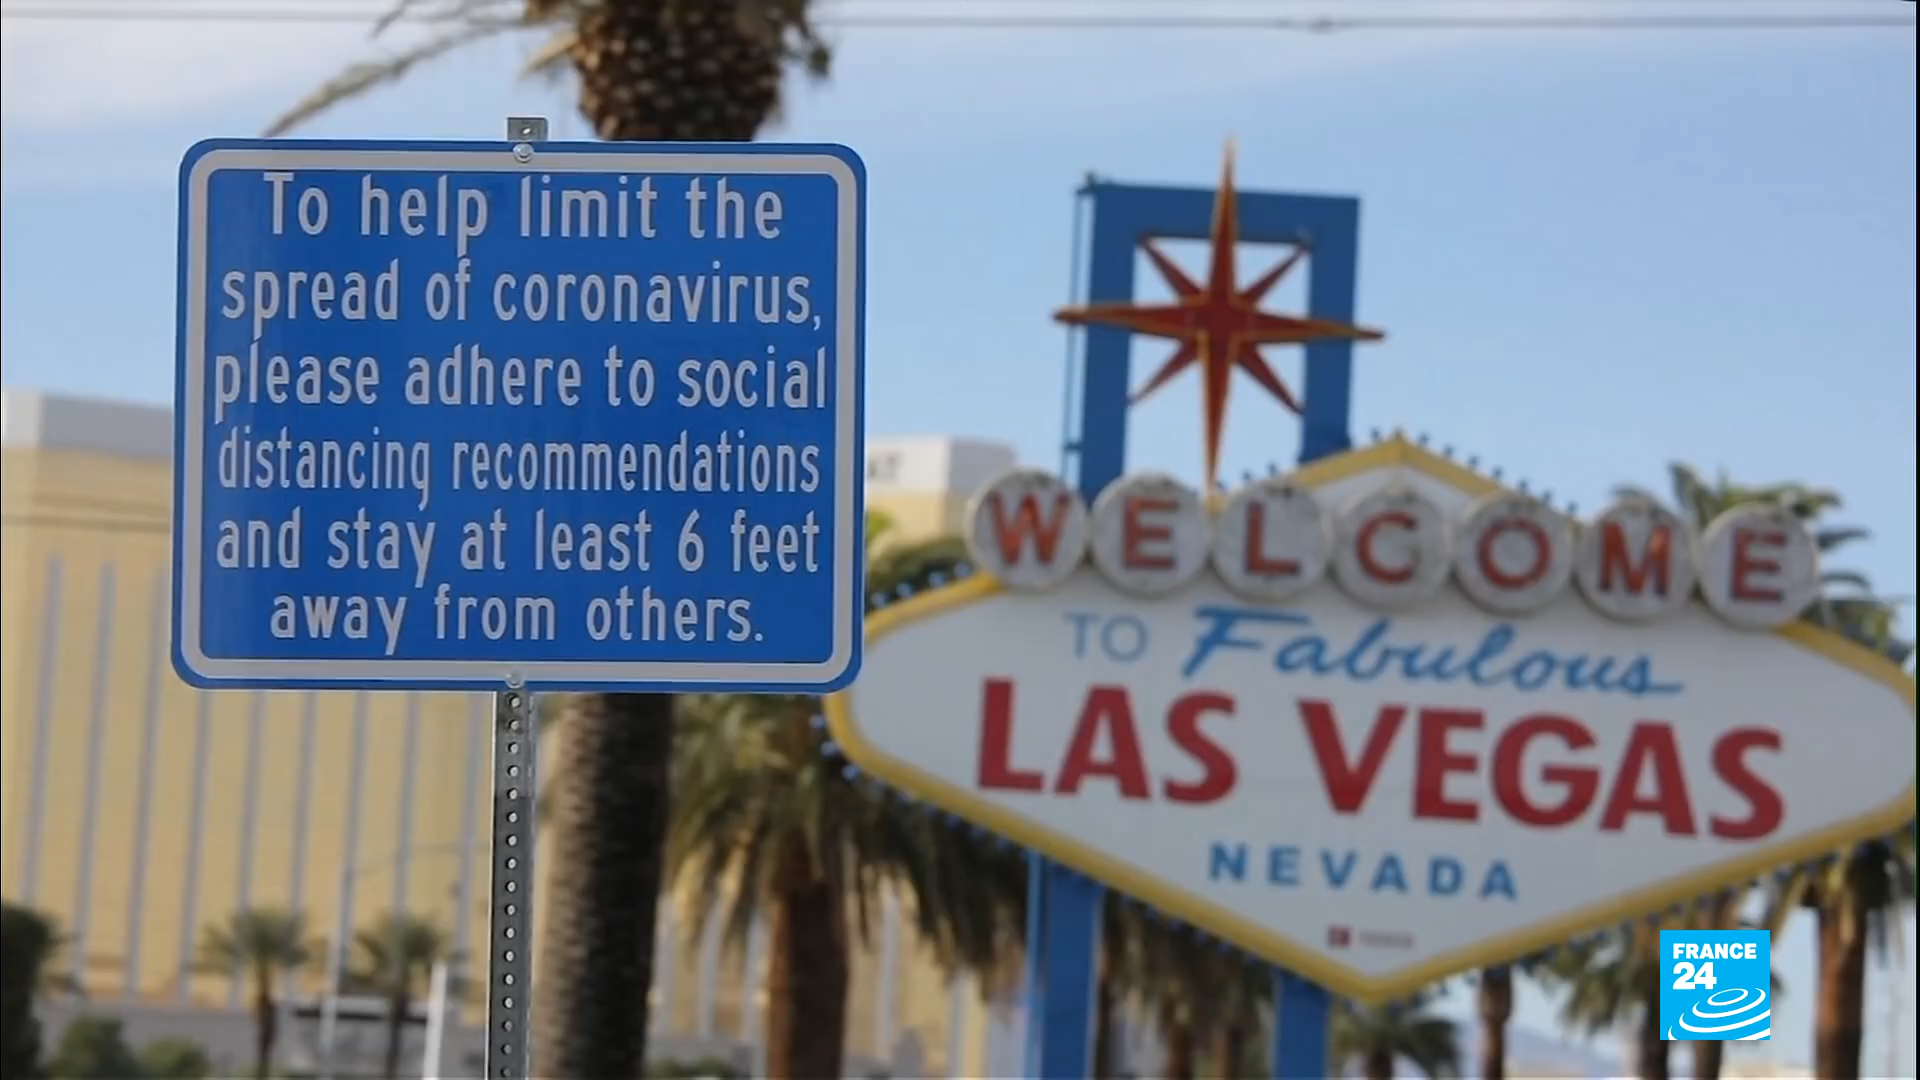 To help limit the
spread of coronavirus,
please adhere to social
distancing recommendations
and stay at least 6 feet
away from others.
WELCOME
TO Fabulous
LAS VEGAS
NEVADA
FRANCE
24